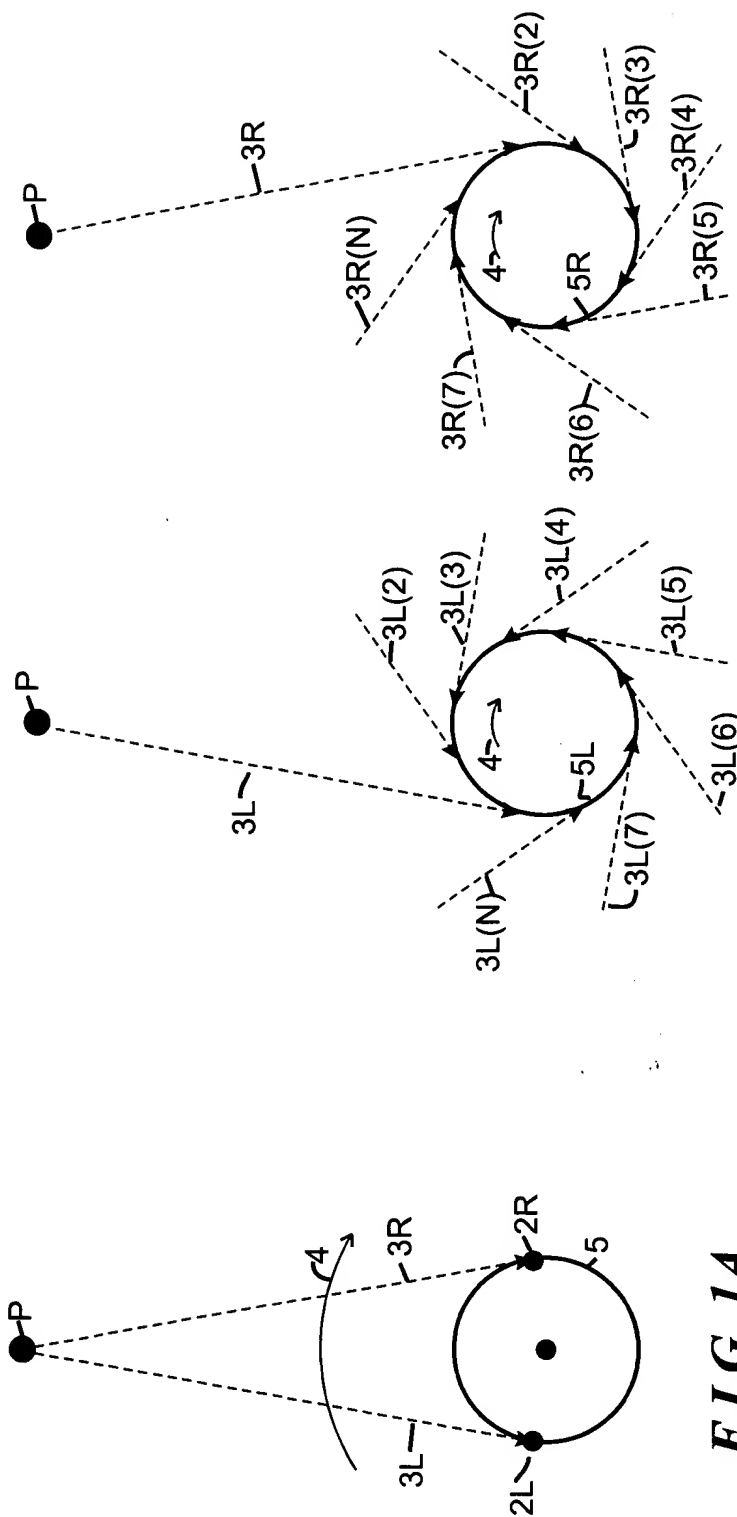 P
4
3L
3R
2L
2R
5
FIG 1A
P
3L
3L(2)
3L(3)
3L(4)
3L(5)
3L(6)
3L(7)
3L(N)
4
5L
P
3R
3R(N)
3R(2)
3R(3)
3R(4)
3R(5)
3R(6)
3R(7)
4
5R